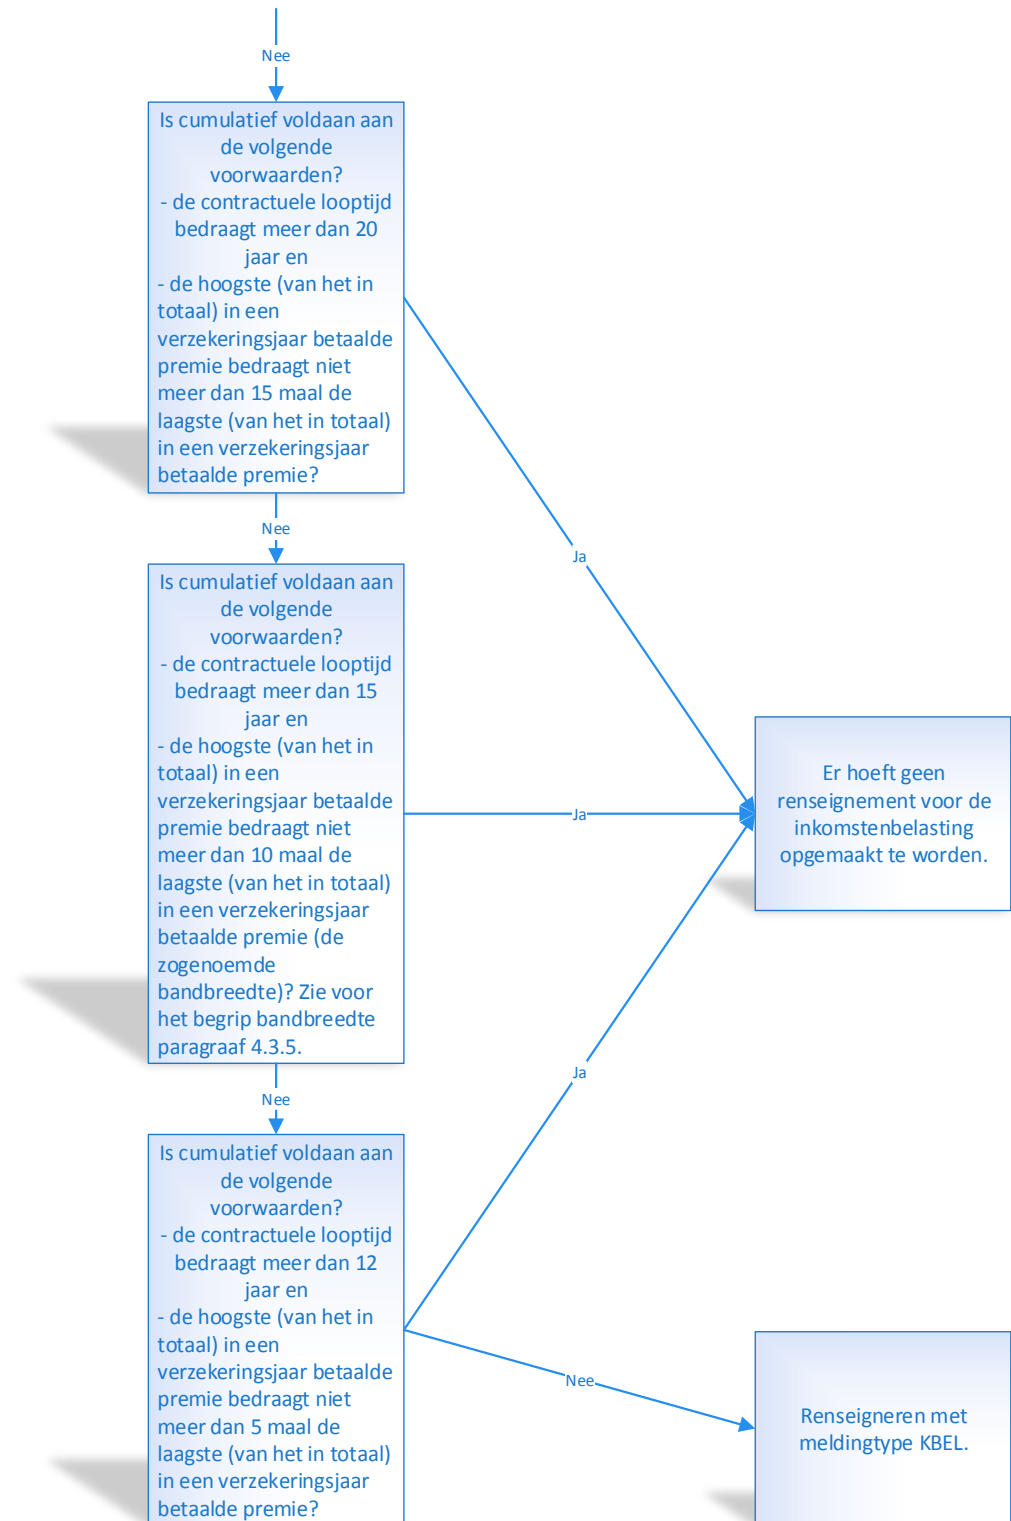 Nee
Is cumulatief voldaan aan
de volgende
voorwaarden?
- de contractuele looptijd
bedraagt meer dan 20
jaar en
- de hoogste (van het in
totaal) in een
verzekeringsjaar betaalde
premie bedraagt niet
meer dan 15 maal de
laagste (van het in totaal)
in een verzekeringsjaar
betaalde premie?
Nee
Ja
Is cumulatief voldaan aan
de volgende
voorwaarden?
- de contractuele looptijd
bedraagt meer dan 15
jaar en
- de hoogste (van het in
totaal) in een
verzekeringsjaar betaalde
premie bedraagt niet
meer dan 10 maal de
laagste (van het in totaal)
in een verzekeringsjaar
betaalde premie (de
zogenoemde
bandbreedte)? Zie voor
het begrip bandbreedte
paragraaf 4.3.5.
Ja
Er hoeft geen
renseignement voor de
inkomstenbelasting
opgemaakt te worden.
Nee
Ja
Is cumulatief voldaan aan
de volgende
voorwaarden?
- de contractuele looptijd
bedraagt meer dan 12
jaar en
- de hoogste (van het in
totaal) in een
verzekeringsjaar betaalde
premie bedraagt niet
meer dan 5 maal de
laagste (van het in totaal)
in een verzekeringsjaar
betaalde premie?
Nee
Renseigneren met
meldingtype KBEL.